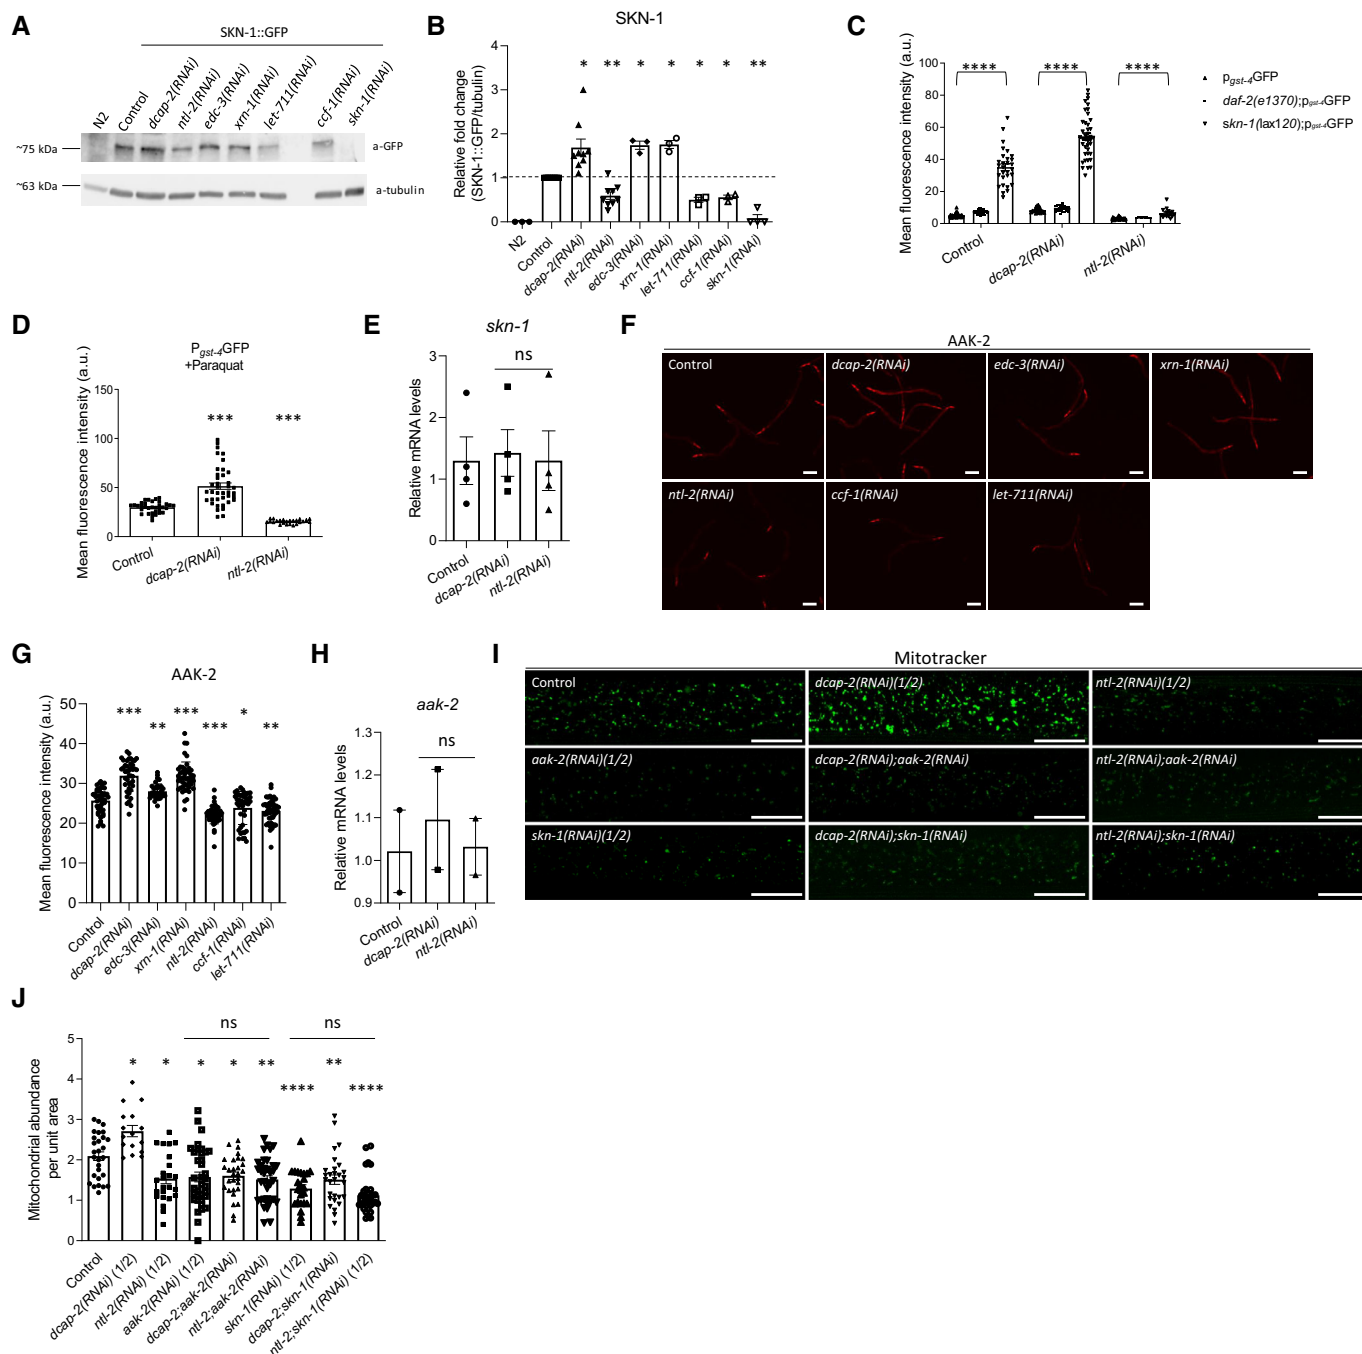 A
SKN-1::GFP
N2
Control
dcap-2(RNAi)
ntl-2(RNAi)
edc-3(RNAi)
xrn-1(RNAi)
let-711(RNAi)
ccf-1(RNAi)
skn-1(RNAi)
~75 kDa
a-GFP
~63 kDa
a-tubulin
B
SKN-1
Relative fold change
(SKN-1::GFP/tubulin)
4
3
2
1
0
* ** * * * * **
N2
Control
dcap-2(RNAi)
ntl-2(RNAi)
edc-3(RNAi)
xrn-1(RNAi)
let-711(RNAi)
ccf-1(RNAi)
skn-1(RNAi)
C
Mean fluorescence intensity (a.u.)
100
80
60
40
20
0
**** **** ****
Control
dcap-2(RNAi)
ntl-2(RNAi)
pgst-4GFP
daf-2(e1370);pgst-4GFP
skn-1(lax120);pgst-4GFP
D
Pgst-4GFP
+Paraquat
Mean fluorescence intensity (a.u.)
150
100
50
0
*** ***
Control
dcap-2(RNAi)
ntl-2(RNAi)
E
skn-1
ns
Relative mRNA levels
3
2
1
0
Control
dcap-2(RNAi)
ntl-2(RNAi)
F
AAK-2
Control
dcap-2(RNAi)
edc-3(RNAi)
xrn-1(RNAi)
ntl-2(RNAi)
ccf-1(RNAi)
let-711(RNAi)
G
AAK-2
Mean fluorescence intensity (a.u.)
50
40
30
20
10
0
*** ** *** *** * **
Control
dcap-2(RNAi)
edc-3(RNAi)
xrn-1(RNAi)
ntl-2(RNAi)
ccf-1(RNAi)
let-711(RNAi)
H
aak-2
ns
Relative mRNA levels
1.3
1.2
1.1
1.0
0.9
Control
dcap-2(RNAi)
ntl-2(RNAi)
I
Mitotracker
Control
dcap-2(RNAi)(1/2)
ntl-2(RNAi)(1/2)
aak-2(RNAi)(1/2)
dcap-2(RNAi);aak-2(RNAi)
ntl-2(RNAi);aak-2(RNAi)
skn-1(RNAi)(1/2)
dcap-2(RNAi);skn-1(RNAi)
ntl-2(RNAi);skn-1(RNAi)
J
ns ns
Mitochondrial abundance
per unit area
5
4
3
2
1
0
* * * * ** **** ** ****
Control
dcap-2(RNAi) (1/2)
ntl-2(RNAi) (1/2)
aak-2(RNAi) (1/2)
dcap-2;aak-2(RNAi)
ntl-2;aak-2(RNAi)
skn-1(RNAi) (1/2)
dcap-2;skn-1(RNAi)
ntl-2;skn-1(RNAi) (1/2)